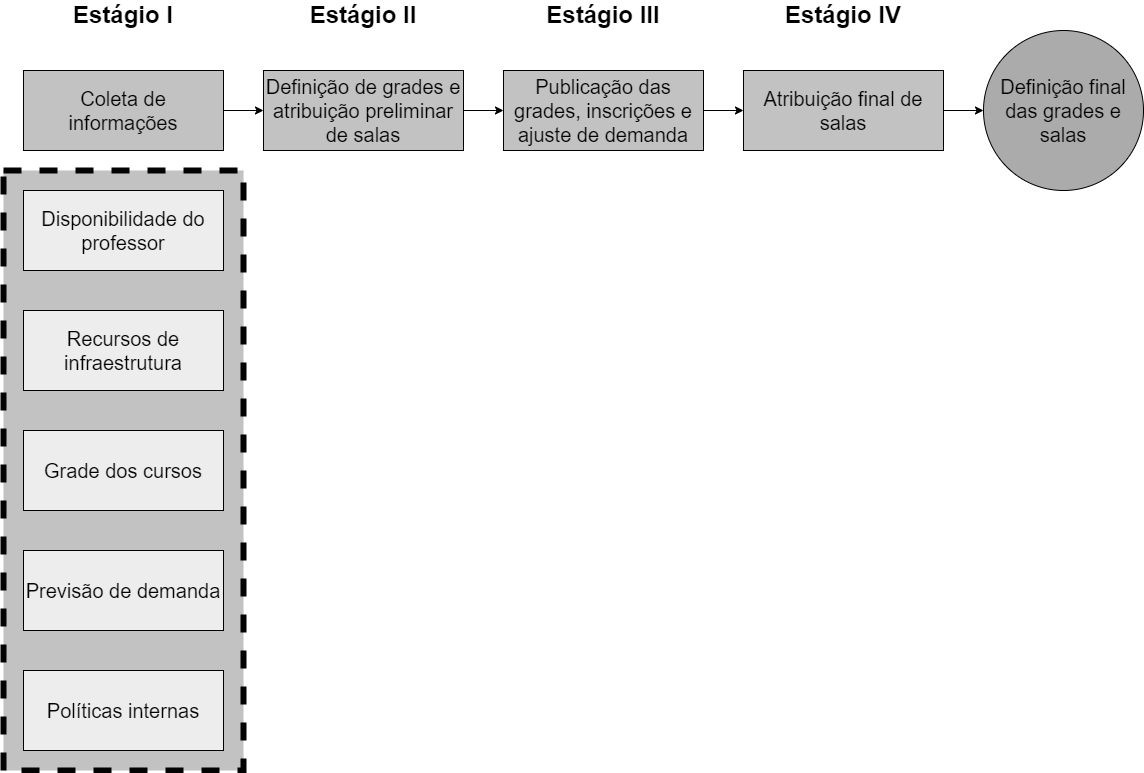 Estágio I
Estágio II
Estágio III
Estágio IV
Coleta de
informações
Definição de grades e
atribuição preliminar
de salas
Publicação das
grades, inscrições e
ajuste de demanda
Atribuição final de
salas
Definição final
das grades e
salas
Disponibilidade do
professor
Recursos de
infraestrutura
Grade dos cursos
Previsão de demanda
Políticas internas